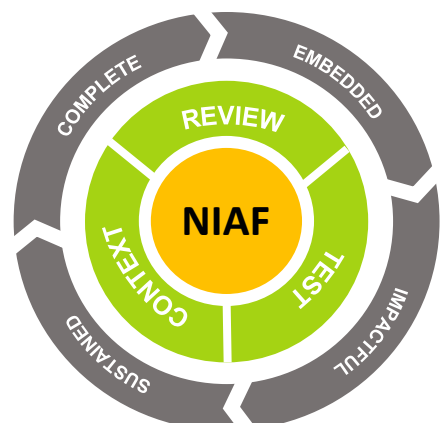 COMPLETE
EMBEDDED
REVIEW
NIAF
CONTEXT
TEST
SUSTAINED
IMPACTFUL